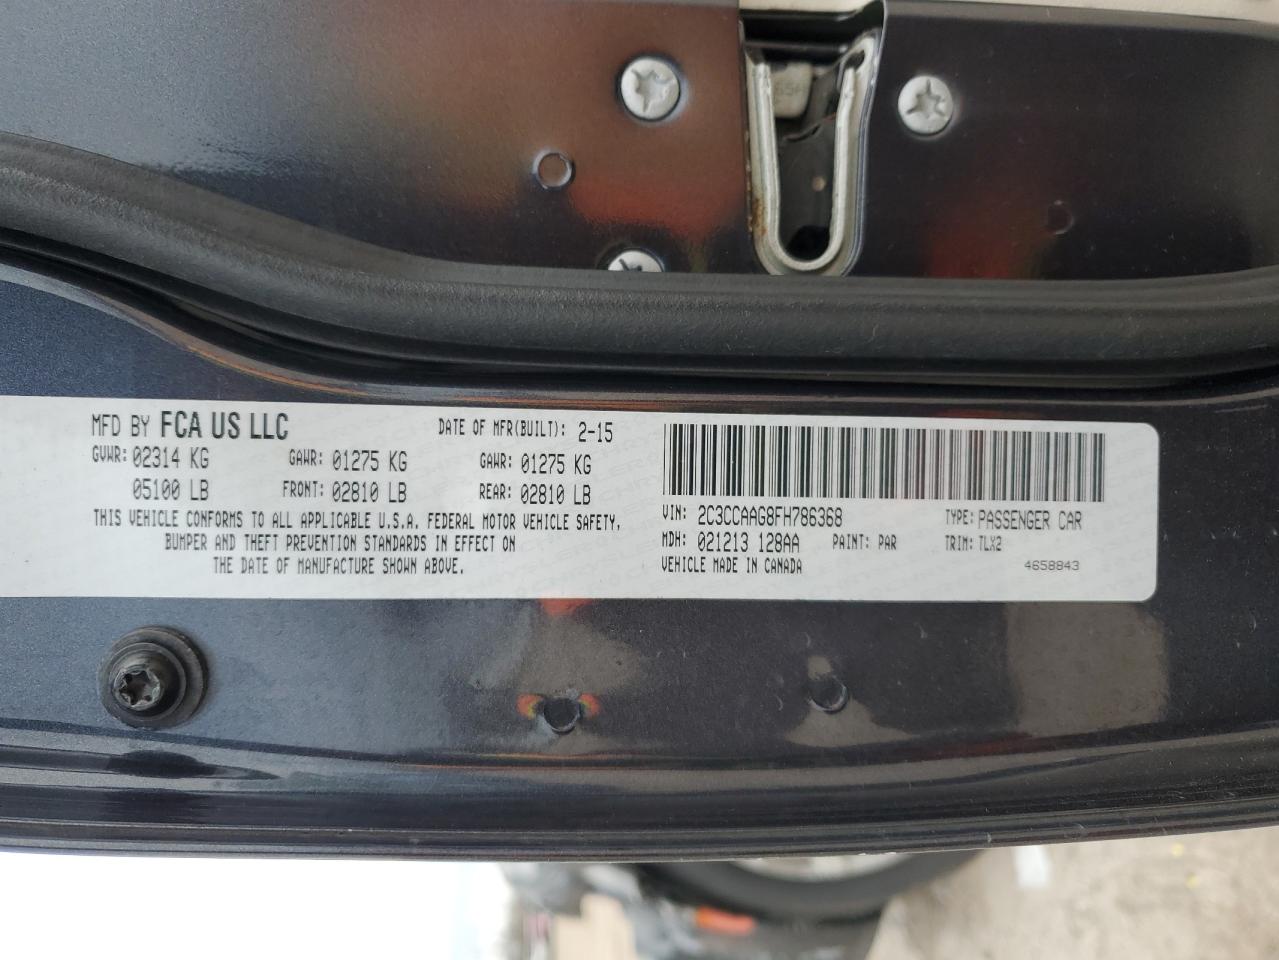 MFD BY FCA US LLC DATE OF MFR(BUILT): 2-15
GVWR: 02314 KG GAWR: 01275 KG GAWR: 01275 KG
05100 LB FRONT: 02810 LB REAR: 02810 LB
THIS VEHICLE CONFORMS TO ALL APPLICABLE U.S.A. FEDERAL MOTOR VEHICLE SAFETY,
BUMPER AND THEFT PREVENTION STANDARDS IN EFFECT ON
THE DATE OF MANUFACTURE SHOWN ABOVE.
VIN: 2C3CCAAG8FH786368 TYPE: PASSENGER CAR
MDH: 021213 128AA PAINT: PAR TRIM: TLX2
VEHICLE MADE IN CANADA 4658843